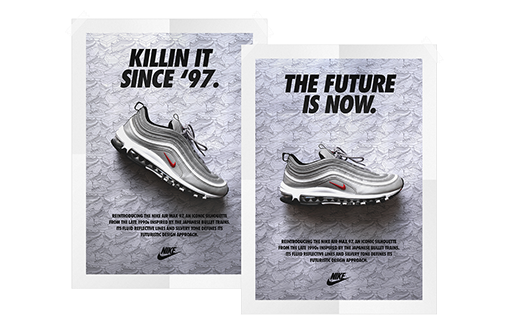 KILLIN IT
SINCE '97.
REINTRODUCING THE NIKE AIR MAX 97, AN ICONIC SILHOUETTE
FROM THE LATE 1990s INSPIRED BY THE JAPANESE BULLET TRAINS.
ITS FLUID REFLECTIVE LINES AND SILVERY TONE DEFINES ITS
FUTURISTIC DESIGN APPROACH.
NIKE
THE FUTURE
IS NOW.
REINTRODUCING THE NIKE AIR MAX 97, AN ICONIC SILHOUETTE
FROM THE LATE 1990s INSPIRED BY THE JAPANESE BULLET TRAINS.
ITS FLUID REFLECTIVE LINES AND SILVERY TONE DEFINES ITS
FUTURISTIC DESIGN APPROACH.
NIKE